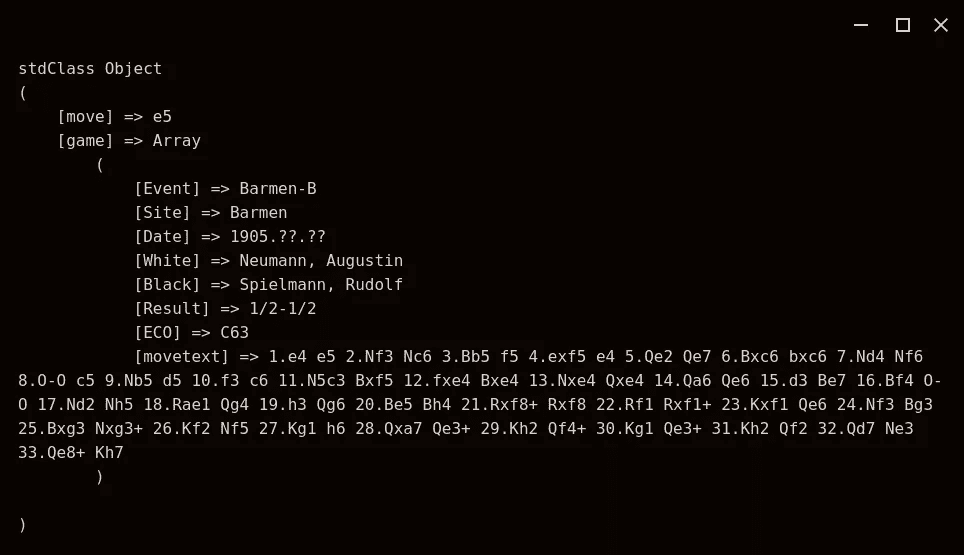 stdClass Object
(
    [move] => e5
    [game] => Array
        (
            [Event] => Barmen-B
            [Site] => Barmen
            [Date] => 1905.??.??
            [White] => Neumann, Augustin
            [Black] => Spielmann, Rudolf
            [Result] => 1/2-1/2
            [ECO] => C63
            [movetext] => 1.e4 e5 2.Nf3 Nc6 3.Bb5 f5 4.exf5 e4 5.Qe2 Qe7 6.Bxc6 bxc6 7.Nd4 Nf6
8.O-O c5 9.Nb5 d5 10.f3 c6 11.N5c3 Bxf5 12.fxe4 Bxe4 13.Nxe4 Qxe4 14.Qa6 Qe6 15.d3 Be7 16.Bf4 O-
O 17.Nd2 Nh5 18.Rae1 Qg4 19.h3 Qg6 20.Be5 Bh4 21.Rxf8+ Rxf8 22.Rf1 Rxf1+ 23.Kxf1 Qe6 24.Nf3 Bg3
25.Bxg3 Nxg3+ 26.Kf2 Nf5 27.Kg1 h6 28.Qxa7 Qe3+ 29.Kh2 Qf4+ 30.Kg1 Qe3+ 31.Kh2 Qf2 32.Qd7 Ne3
33.Qe8+ Kh7
        )

)